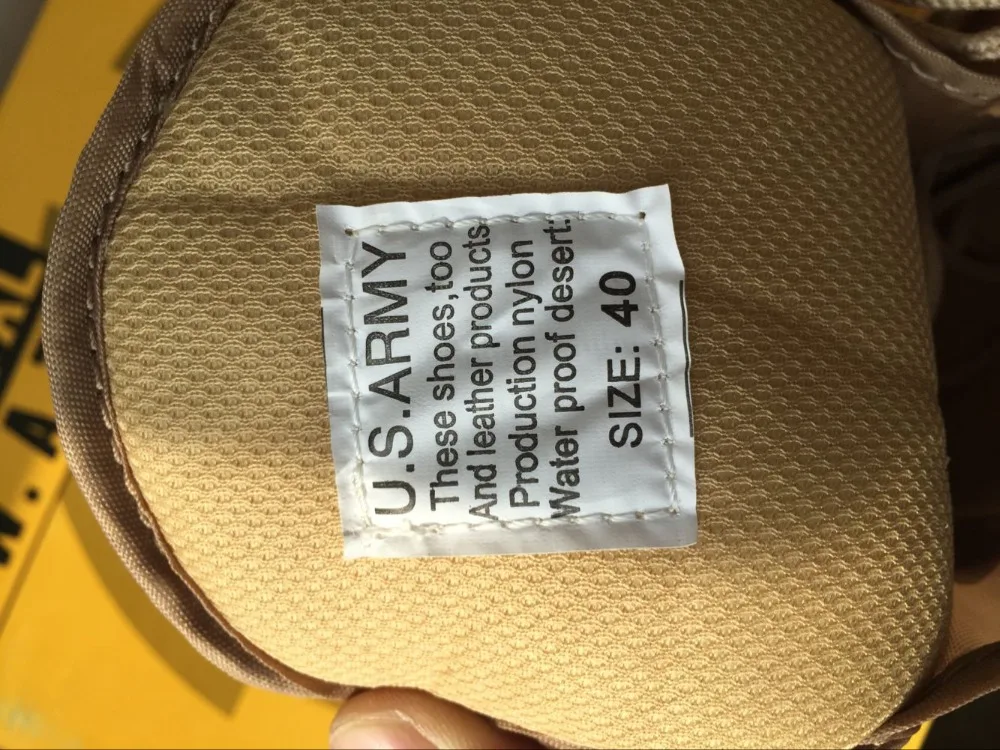 U.S.ARMY
These shoes,too
And leather products.
Production nylon
Water proof desert:
SIZE: 40